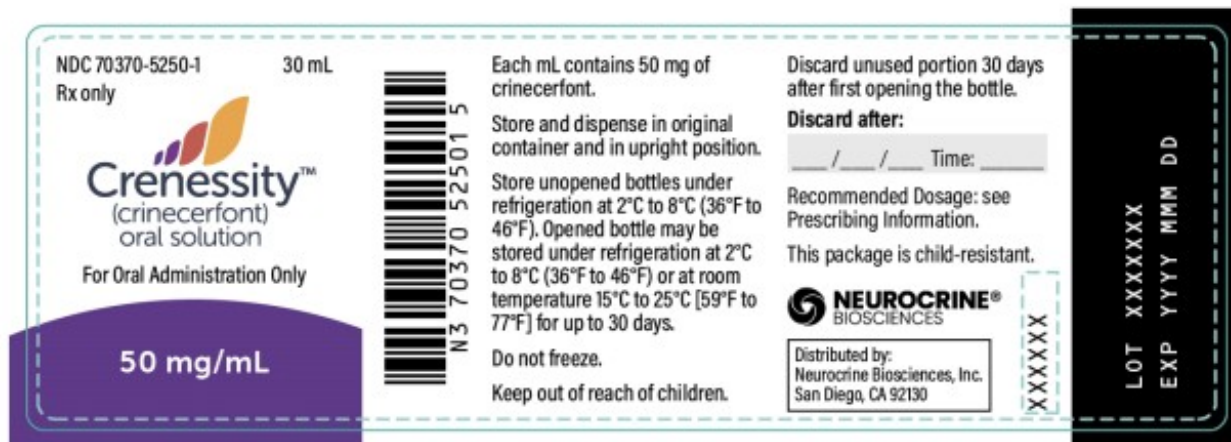 NDC 70370-5250-1 30 mL
Rx only
Crenessity™
(crinecerfont)
oral solution
For Oral Administration Only
50 mg/mL
N3 70370 52501 5
Each mL contains 50 mg of
crinecerfont.
Store and dispense in original
container and in upright position.
Store unopened bottles under
refrigeration at 2°C to 8°C (36°F to
46°F). Opened bottle may be
stored under refrigeration at 2°C
to 8°C (36°F to 46°F) or at room
temperature 15°C to 25°C [59°F to
77°F] for up to 30 days.
Do not freeze.
Keep out of reach of children.
Discard unused portion 30 days
after first opening the bottle.
Discard after:
___/___/___ Time: ______
Recommended Dosage: see
Prescribing Information.
This package is child-resistant.
NEUROCRINE®
BIOSCIENCES
Distributed by:
Neurocrine Biosciences, Inc.
San Diego, CA 92130
XXXXXXX
LOT XXXXXXX
EXP YYYY MMM DD